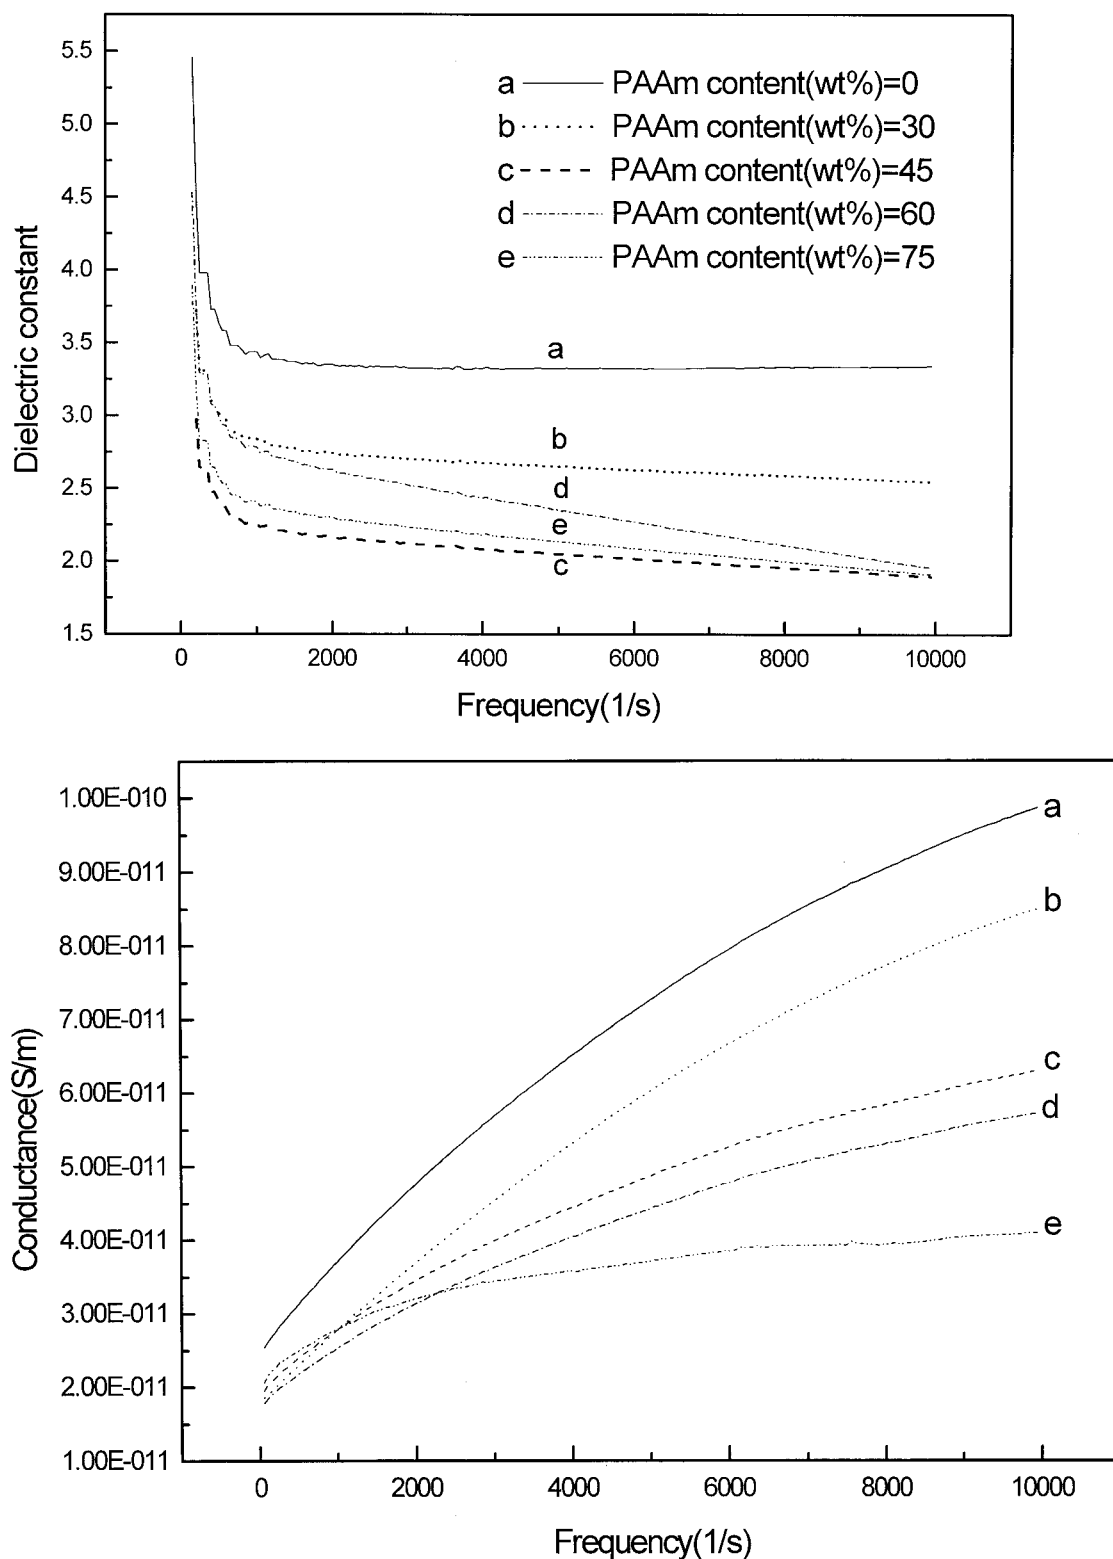 5.5
5.0
4.5
4.0
3.5
3.0
2.5
2.0
1.5
Dielectric constant
a PAAm content(wt%)=0
b PAAm content(wt%)=30
c PAAm content(wt%)=45
d PAAm content(wt%)=60
e PAAm content(wt%)=75
a
b
d
e
c
0 2000 4000 6000 8000 10000
Frequency(1/s)
1.00E-010
9.00E-011
8.00E-011
7.00E-011
6.00E-011
5.00E-011
4.00E-011
3.00E-011
2.00E-011
1.00E-011
Conductance(S/m)
a
b
c
d
e
0 2000 4000 6000 8000 10000
Frequency(1/s)